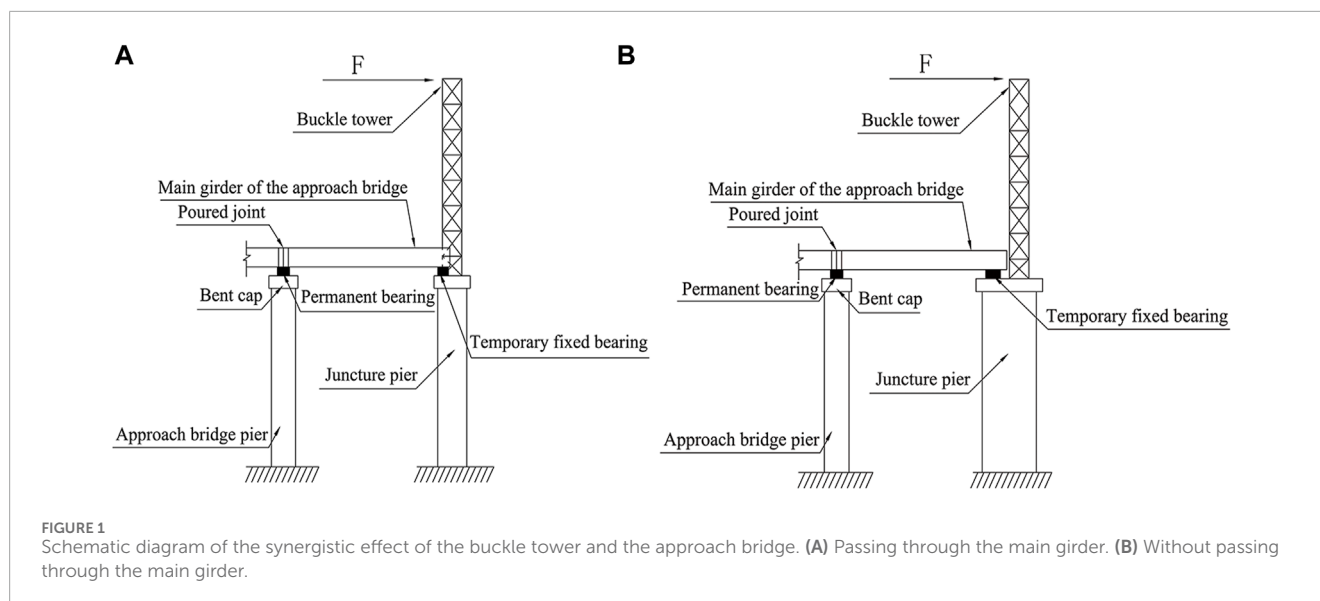 A
F
Buckle tower
Main girder of the approach bridge
Poured joint
Bent cap
Permanent bearing
Temporary fixed bearing
Juncture pier
Approach bridge pier
B
F
Buckle tower
Main girder of the approach bridge
Poured joint
Permanent bearing
Bent cap
Temporary fixed bearing
Juncture pier
Approach bridge pier
FIGURE 1
Schematic diagram of the synergistic effect of the buckle tower and the approach bridge. (A) Passing through the main girder. (B) Without passing
through the main girder.